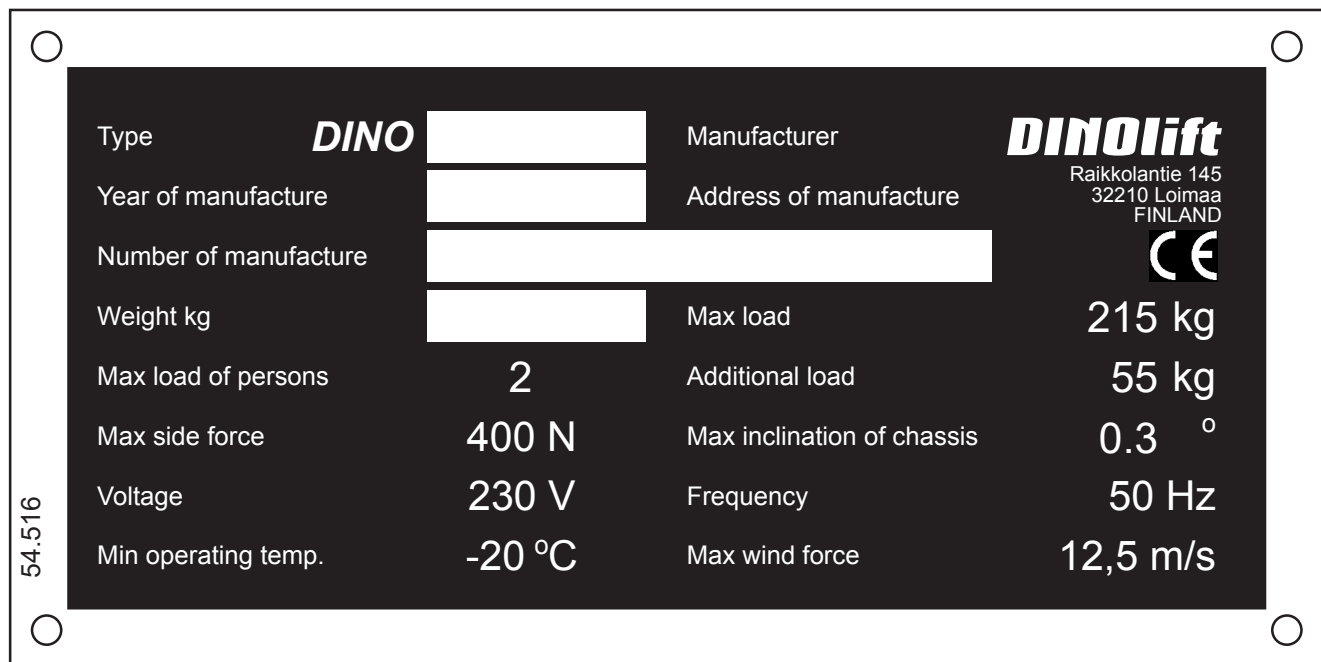 Type DINO Manufacturer DINOlift
Raikkolantie 145
Year of manufacture Address of manufacture 32210 Loimaa
FINLAND
Number of manufacture CE
Weight kg Max load 215 kg
Max load of persons 2 Additional load 55 kg
Max side force 400 N Max inclination of chassis 0.3 º
Voltage 230 V Frequency 50 Hz
Min operating temp. -20 ºC Max wind force 12,5 m/s
54.516